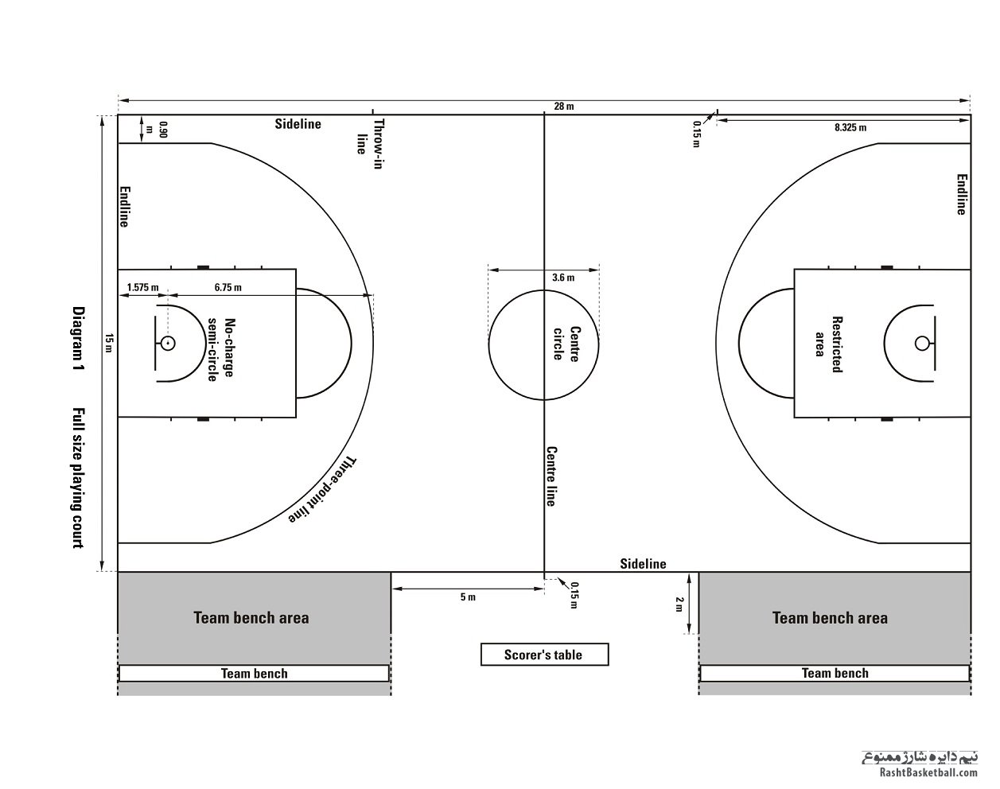 28 m
0.90
m
Sideline
Throw-in
line
0.15 m
8.325 m
Endline
Endline
1.575 m
6.75 m
3.6 m
No-charge
semi-circle
Centre
circle
Restricted
area
15 m
Diagram 1 Full size playing court
Three-point line
Centre line
Sideline
5 m
0.15 m
2 m
Team bench area
Team bench area
Scorer's table
Team bench
Team bench
نیم دایره شارژ ممنوع
RashtBasketball.com